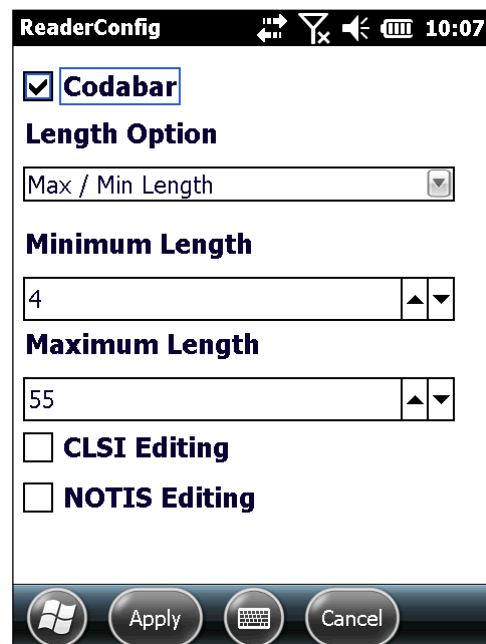 ReaderConfig 10:07
Codabar
Length Option
Max / Min Length
Minimum Length
4
Maximum Length
55
CLSI Editing
NOTIS Editing
Apply Cancel